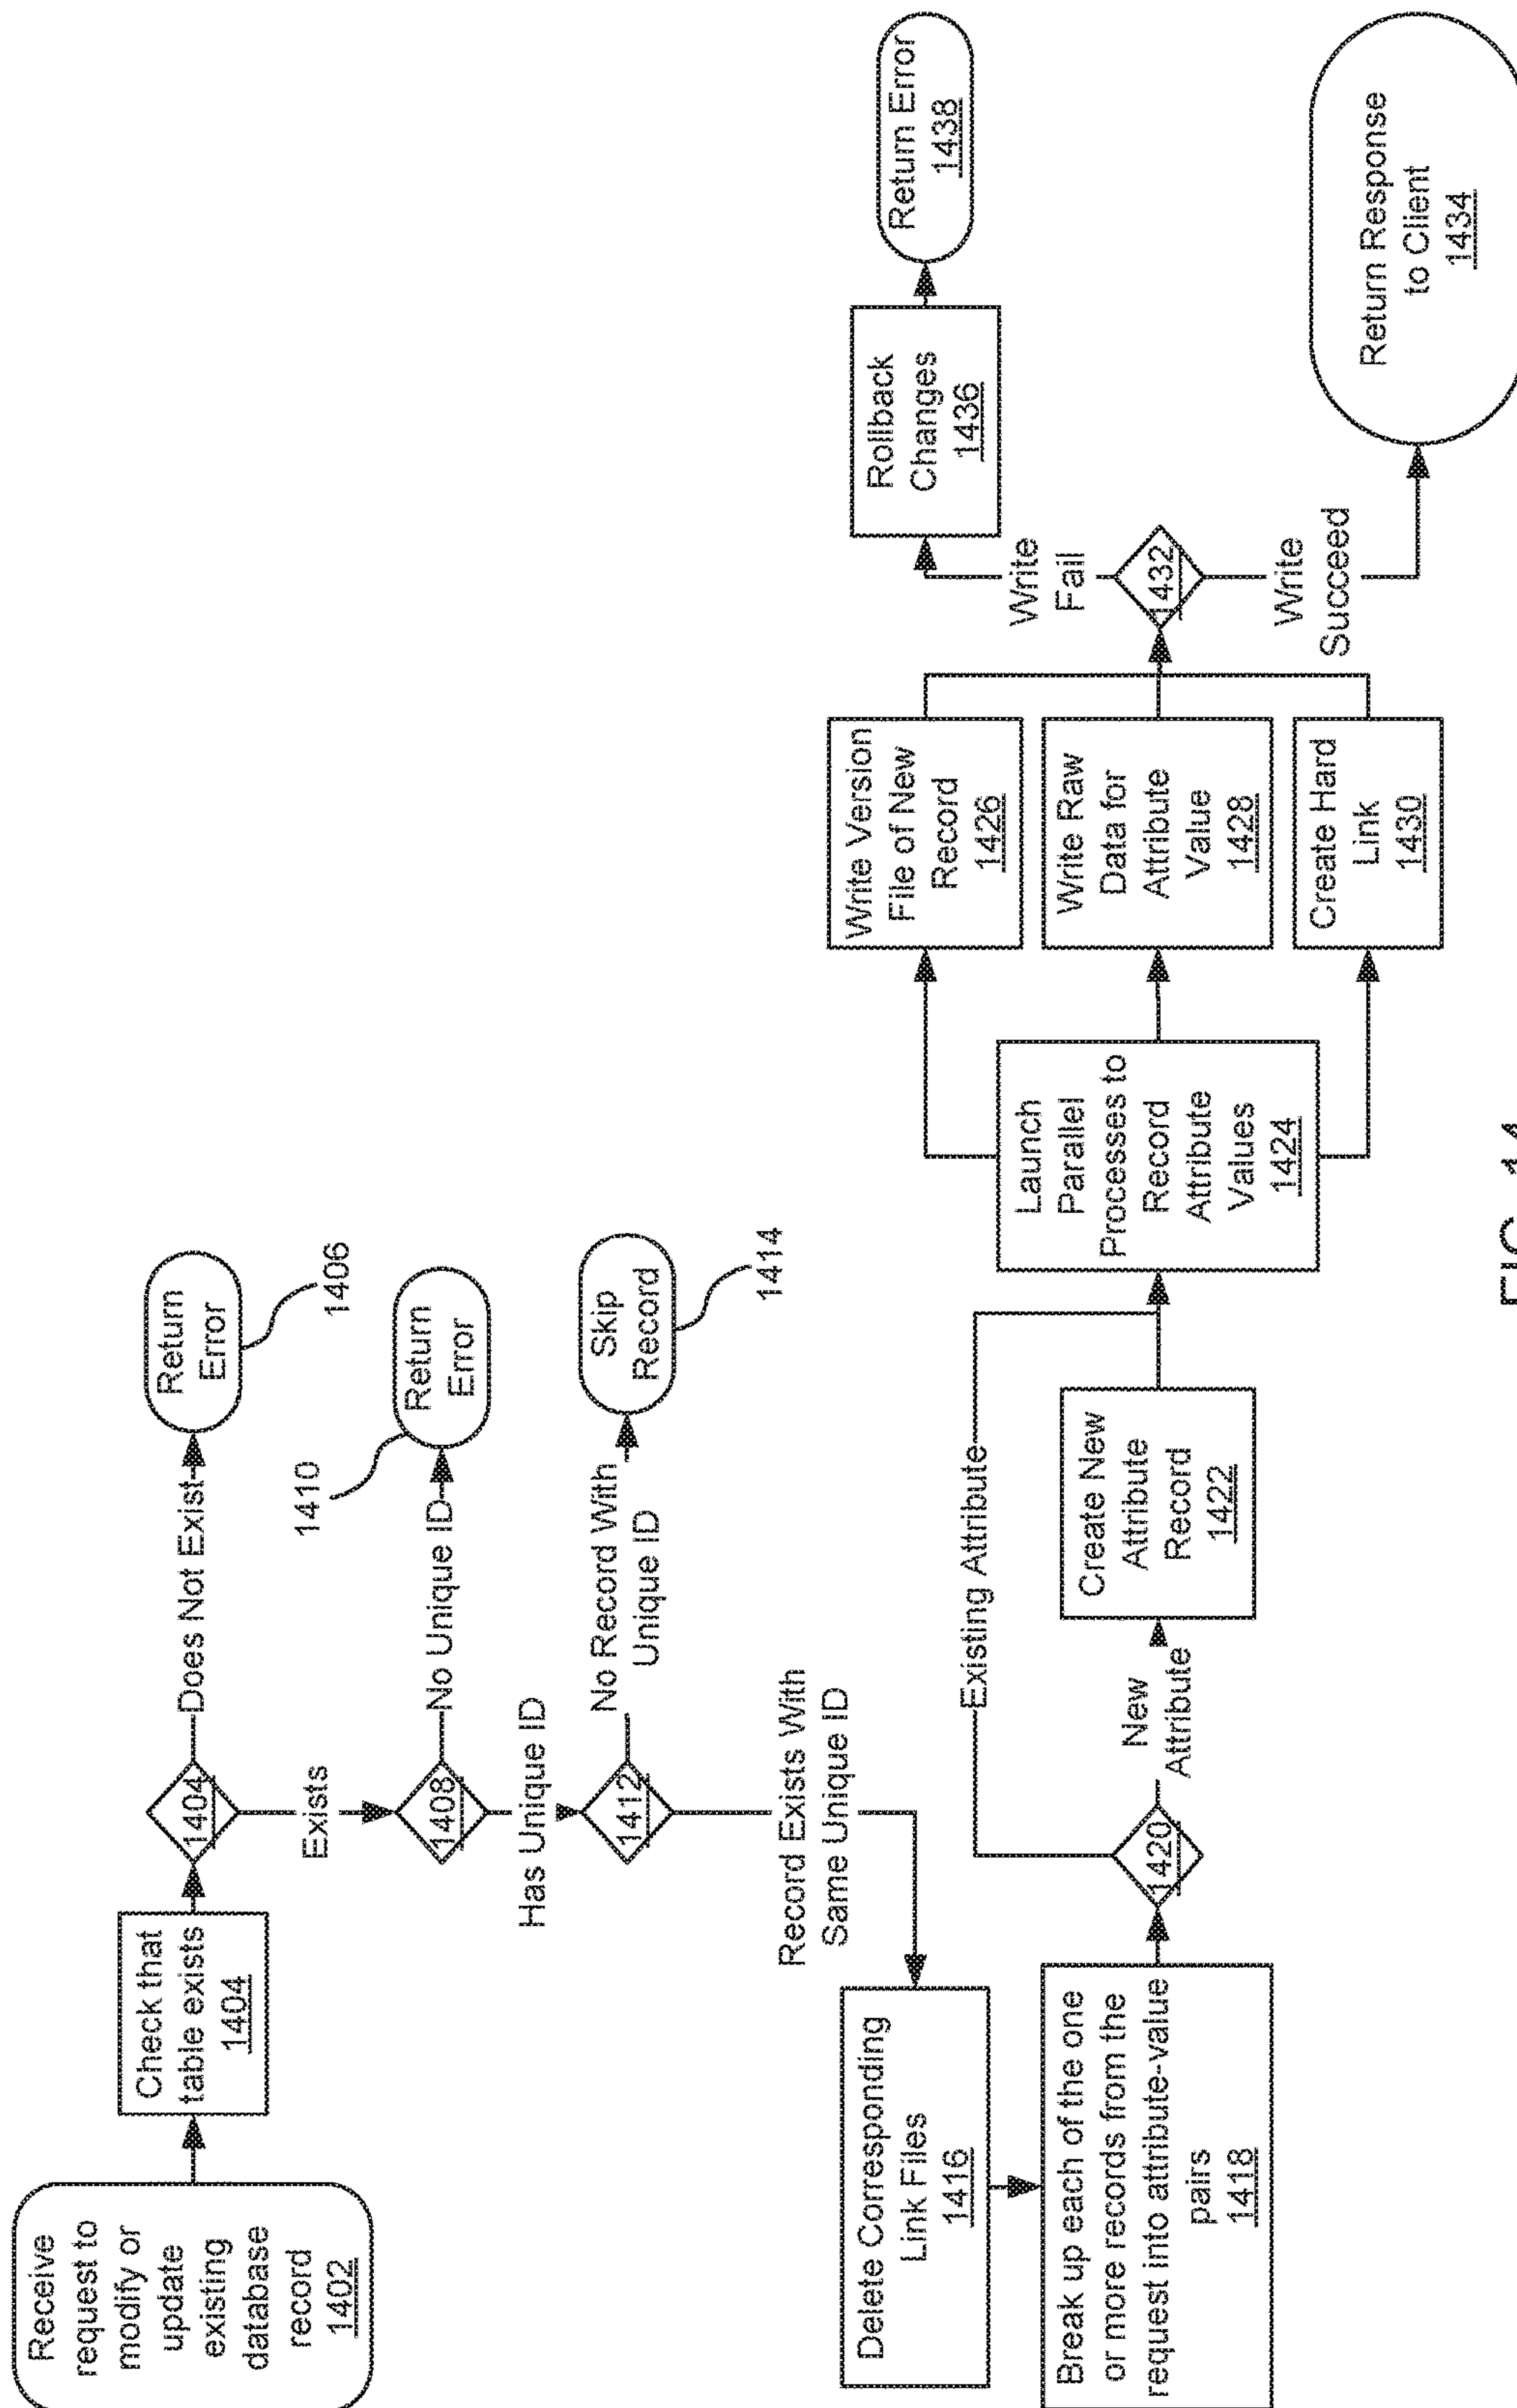 Receive
request to
modify or
update
existing
database
record
1402
Check that
table exists
1404
1404
Does Not Exist
Return
Error
1406
Exists
1408
No Unique ID
Return
Error
1410
Has Unique ID
1412
No Record With
Unique ID
Skip
Record
1414
Record Exists With
Same Unique ID
Delete Corresponding
Link Files
1416
Break up each of the one
or more records from the
request into attribute-value
pairs
1418
1420
Existing Attribute
New
Attribute
Create New
Attribute
Record
1422
Launch
Parallel
Processes to
Record
Attribute
Values
1424
Write Version
File of New
Record
1426
Write Raw
Data for
Attribute
Value
1428
Create Hard
Link
1430
1432
Write
Fail
Rollback
Changes
1436
Return Error
1438
Write
Succeed
Return Response
to Client
1434
FIG. 14